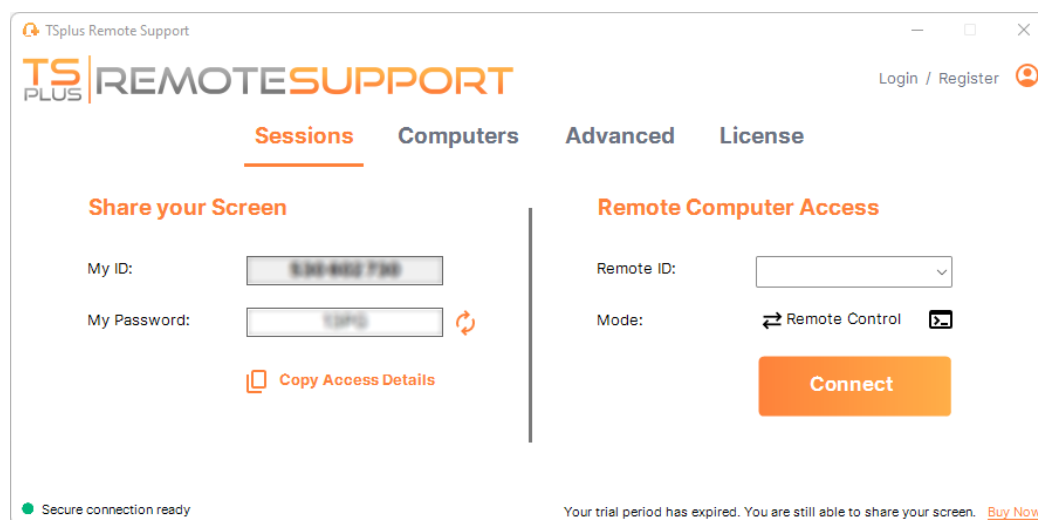 TSplus Remote Support
TS PLUS REMOTESUPPORT
Login / Register
Sessions Computers Advanced License
Share your Screen
My ID:
My Password:
Copy Access Details
Remote Computer Access
Remote ID:
Mode: Remote Control
Connect
Secure connection ready
Your trial period has expired. You are still able to share your screen. Buy Now